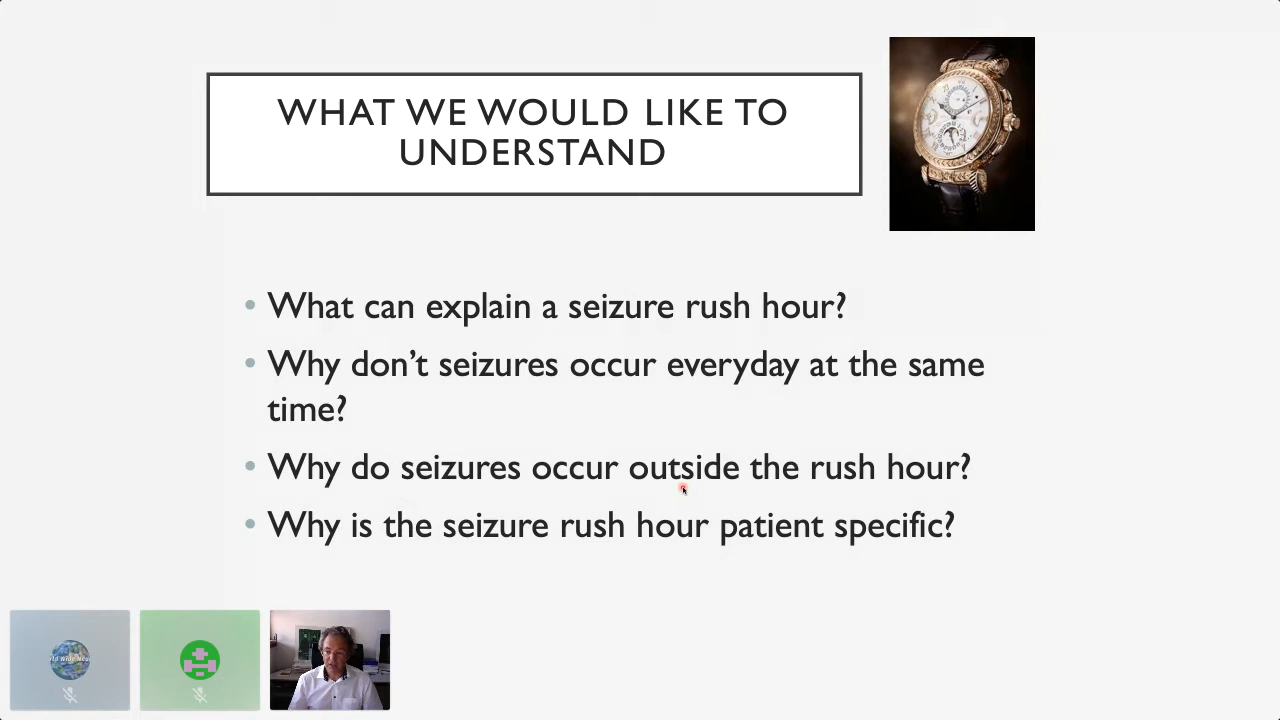 WHAT WE WOULD LIKE TO
UNDERSTAND
• What can explain a seizure rush hour?
• Why don’t seizures occur everyday at the same
time?
• Why do seizures occur outside the rush hour?
• Why is the seizure rush hour patient specific?